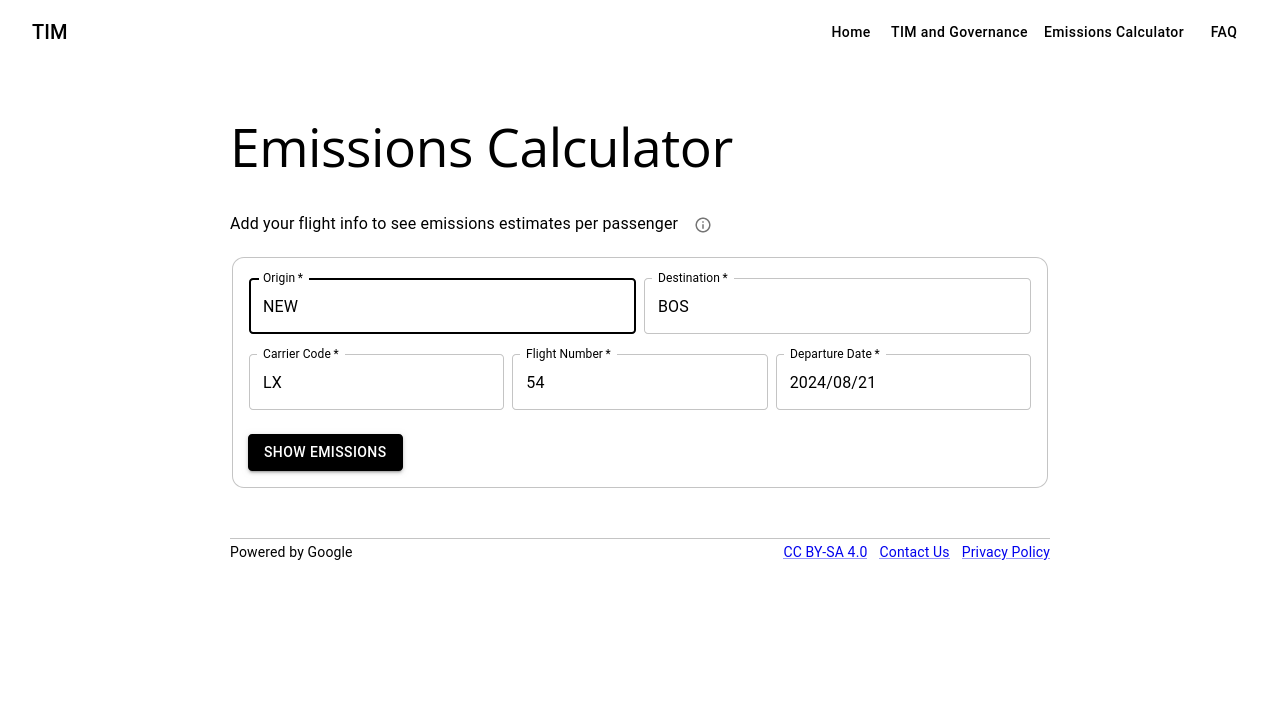 TIM
Home TIM and Governance Emissions Calculator FAQ
Emissions Calculator
Add your flight info to see emissions estimates per passenger
Origin * Destination *
NEW BOS
Carrier Code * Flight Number * Departure Date *
LX 54 2024/08/21
SHOW EMISSIONS
Powered by Google CC BY-SA 4.0 Contact Us Privacy Policy